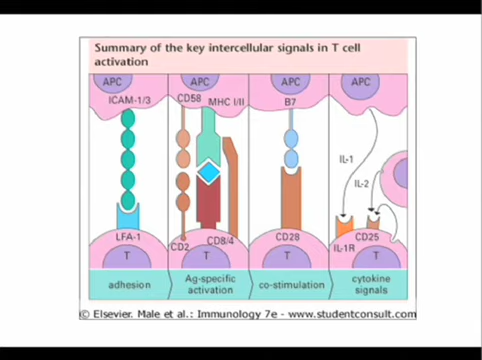 Summary of the key intercellular signals in T cell
activation
APC APC APC APC
ICAM-1/3 CD58 MHC I/II B7
IL-1
IL-2
LFA-1 CD2 CD8/4 CD28 IL-1R CD25
T T T T
adhesion
Ag-specific
activation
co-stimulation
cytokine
signals
© Elsevier. Male et al.: Immunology 7e - www.studentconsult.com